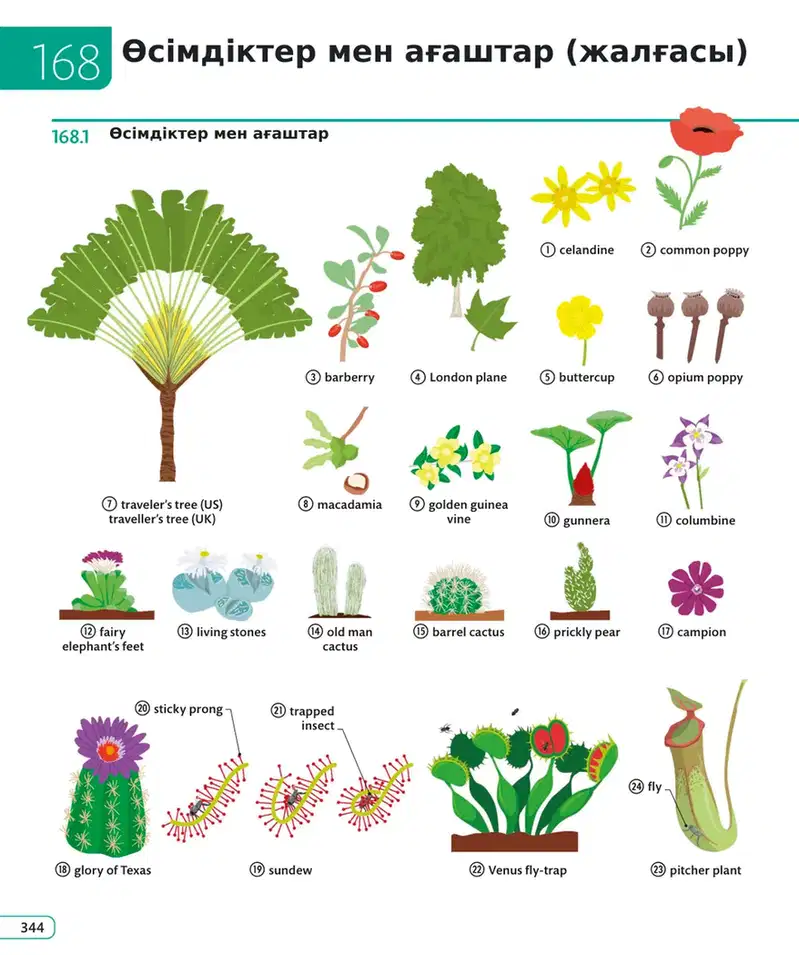 168 Өсімдіктер мен ағаштар (жалғасы)
168.1 Өсімдіктер мен ағаштар
① celandine
② common poppy
③ barberry
④ London plane
⑤ buttercup
⑥ opium poppy
⑦ traveler’s tree (US)
traveller’s tree (UK)
⑧ macadamia
⑨ golden guinea
vine
⑩ gunnera
⑪ columbine
⑫ fairy
elephant’s feet
⑬ living stones
⑭ old man
cactus
⑮ barrel cactus
⑯ prickly pear
⑰ campion
⑳ sticky prong
㉑ trapped
insect
㉔ fly
⑱ glory of Texas
⑲ sundew
㉒ Venus fly-trap
㉓ pitcher plant
344